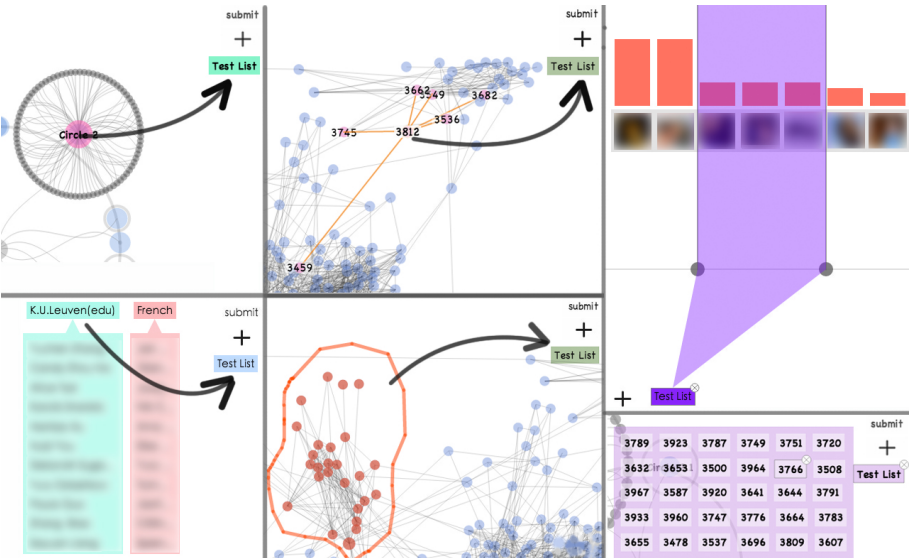 submit
+
Test List
Circle 2
submit
+
Test List
3662 3549 3682
3536
3745 3812
3459
+
Test List
K.U.Leuven(edu) French
submit
+
Test List
submit
+
Test List
submit
+
Test List
3789 3923 3787 3749 3751 3720
3632 3653 3500 3964 3766 3508
3967 3587 3920 3641 3644 3791
3933 3960 3747 3776 3664 3783
3655 3478 3537 3696 3809 3607